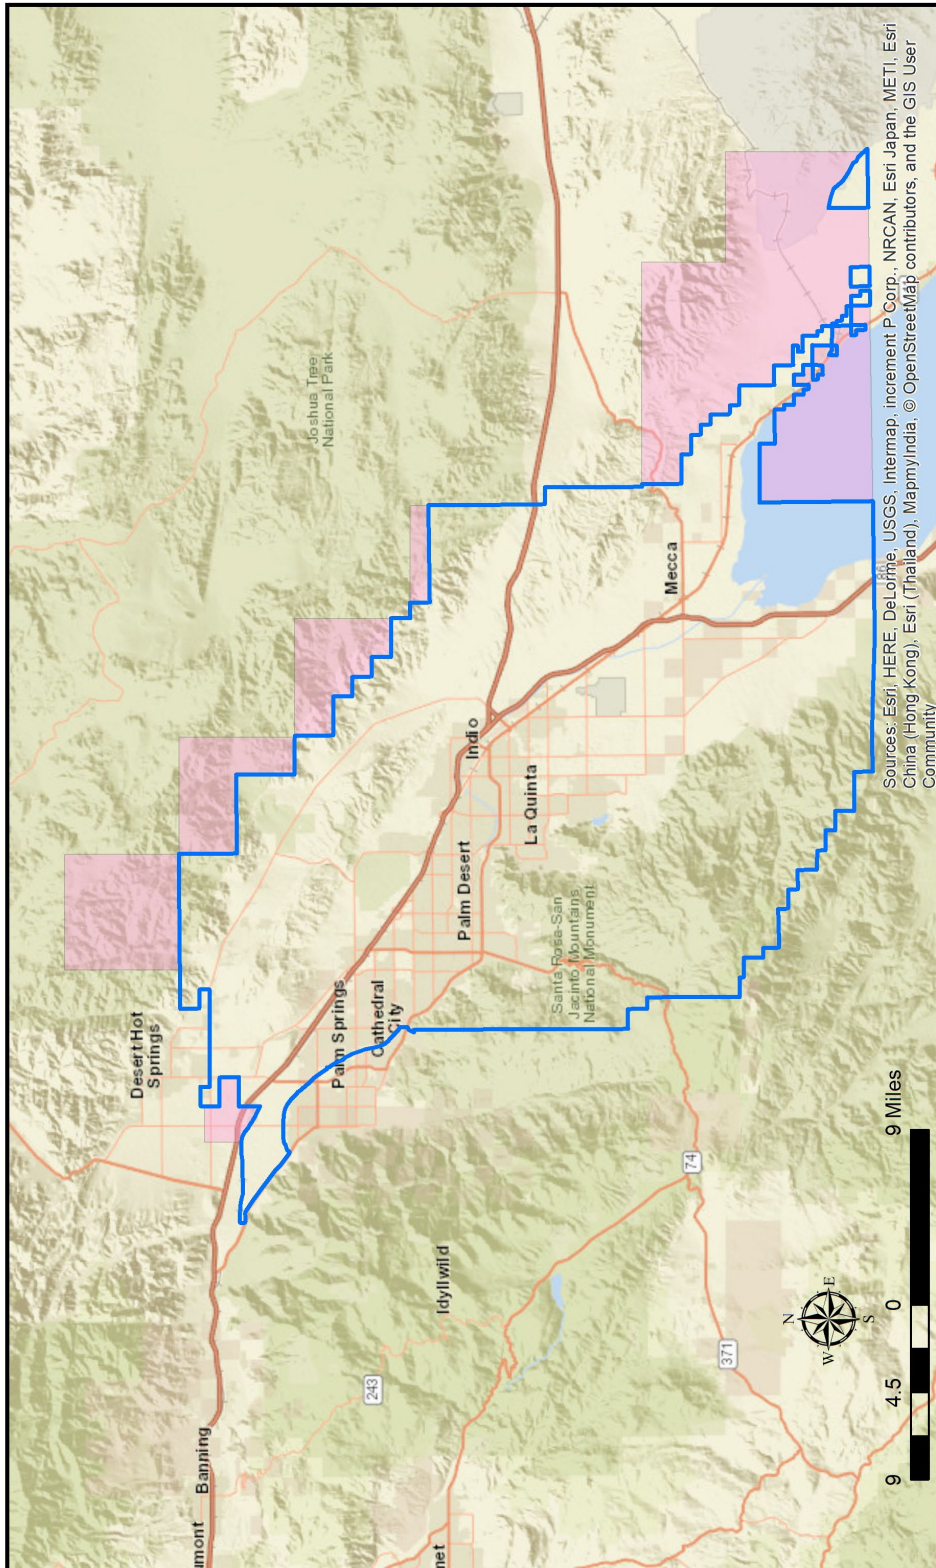 Joshua Tree
National Park
Desert Hot
Springs
Palm Springs
Cathedral
City
Palm Desert
Indio
La Quinta
Mecca
Santa Rosa-San
Jacinto Mountains
National Monument
Banning
Idyllwild
243
74
371
N
W
E
S
9
4.5
0
9 Miles
Sources: Esri, HERE, DeLorme, USGS, Intermap, increment P Corp., NRCAN, Esri Japan, METI, Esri
China (Hong Kong), Esri (Thailand), MapmyIndia, © OpenStreetMap contributors, and the GIS User
Community